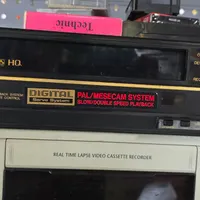 Technic
S HQ
DIGITAL
Servo System
PAL/MESECAM SYSTEM
SLOW/DOUBLE SPEED PLAYBACK
REAL TIME LAPSE VIDEO CASSETTE RECORDER